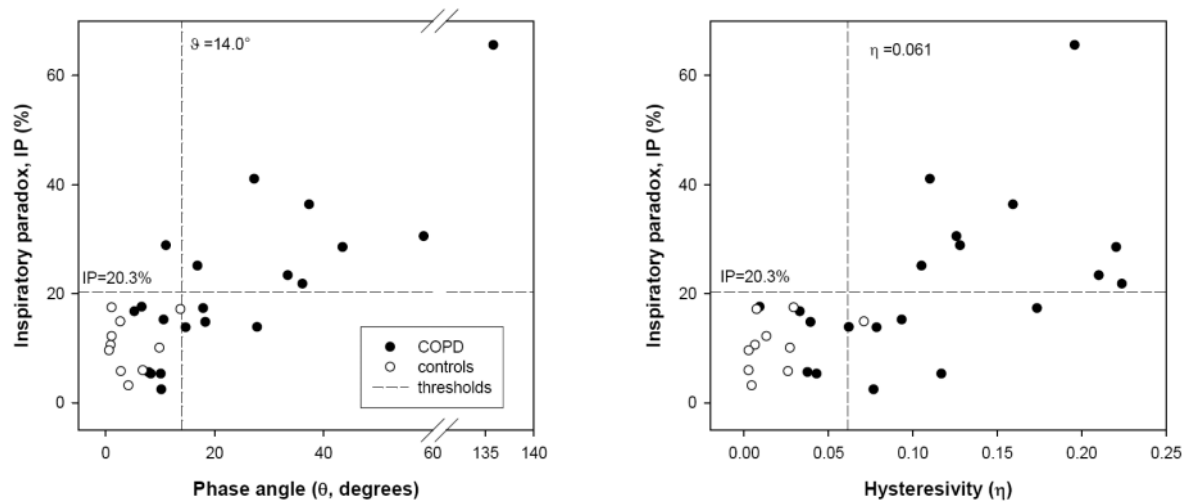 ϑ =14.0°
60
40
20
0
Inspiratory paradox, IP (%)
IP=20.3%
COPD
controls
thresholds
0 20 40 60 135 140
Phase angle (θ, degrees)
η =0.061
60
40
20
0
Inspiratory paradox, IP (%)
IP=20.3%
0.00 0.05 0.10 0.15 0.20 0.25
Hysteresivity (η)